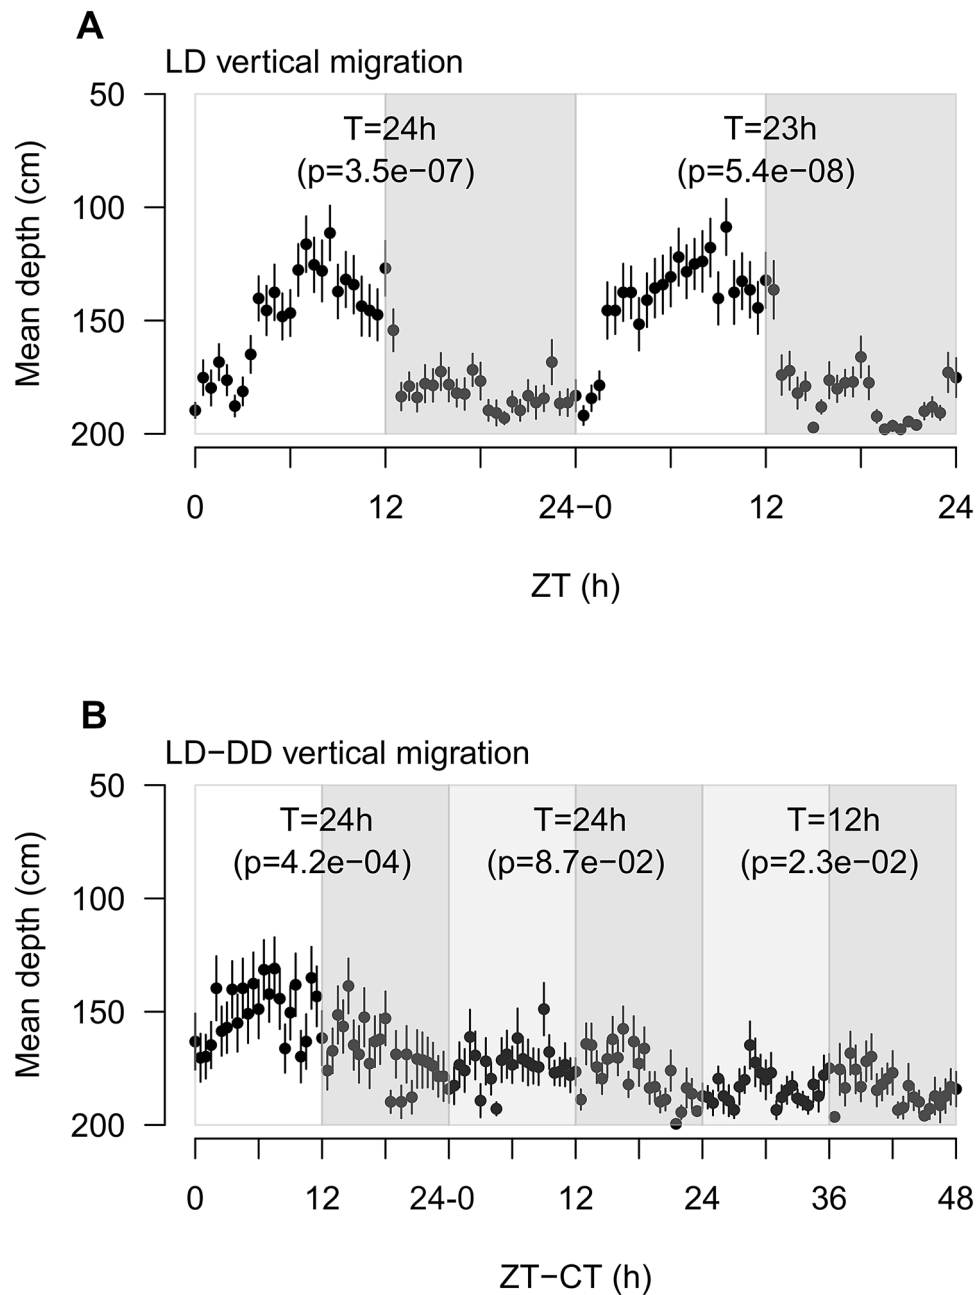 A
LD vertical migration
50
100
150
200
Mean depth (cm)
T=24h
(p=3.5e−07)
T=23h
(p=5.4e−08)
0
12
24−0
12
24
ZT (h)
B
LD−DD vertical migration
50
100
150
200
Mean depth (cm)
T=24h
(p=4.2e−04)
T=24h
(p=8.7e−02)
T=12h
(p=2.3e−02)
0
12
24-0
12
24
36
48
ZT−CT (h)